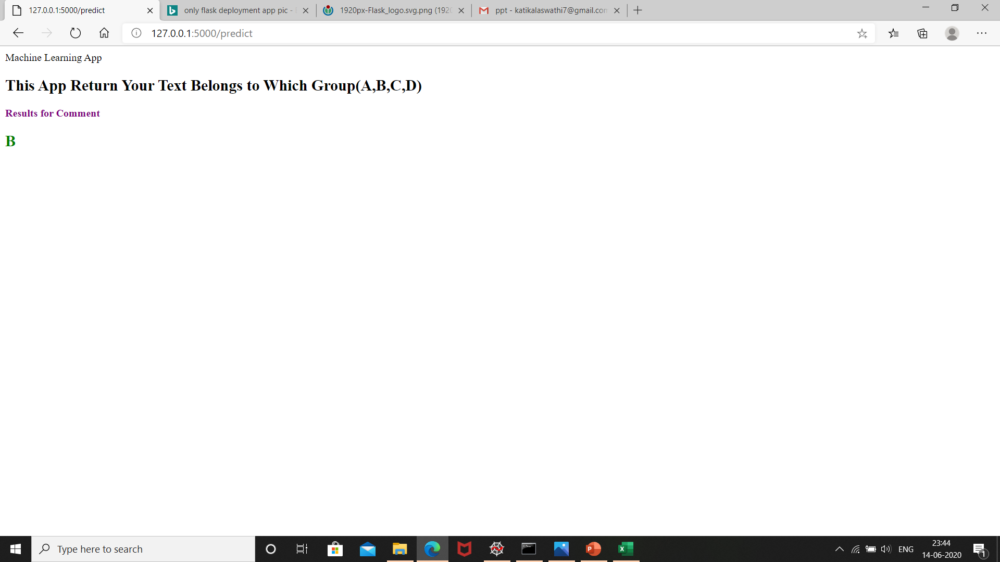 127.0.0.1:5000/predict
only flask deployment app pic -
1920px-Flask_logo.svg.png (192
ppt - katikalaswathi7@gmail.con
127.0.0.1:5000/predict
Machine Learning App
This App Return Your Text Belongs to Which Group(A,B,C,D)
Results for Comment
B
Type here to search
ENG
23:44
14-06-2020
1